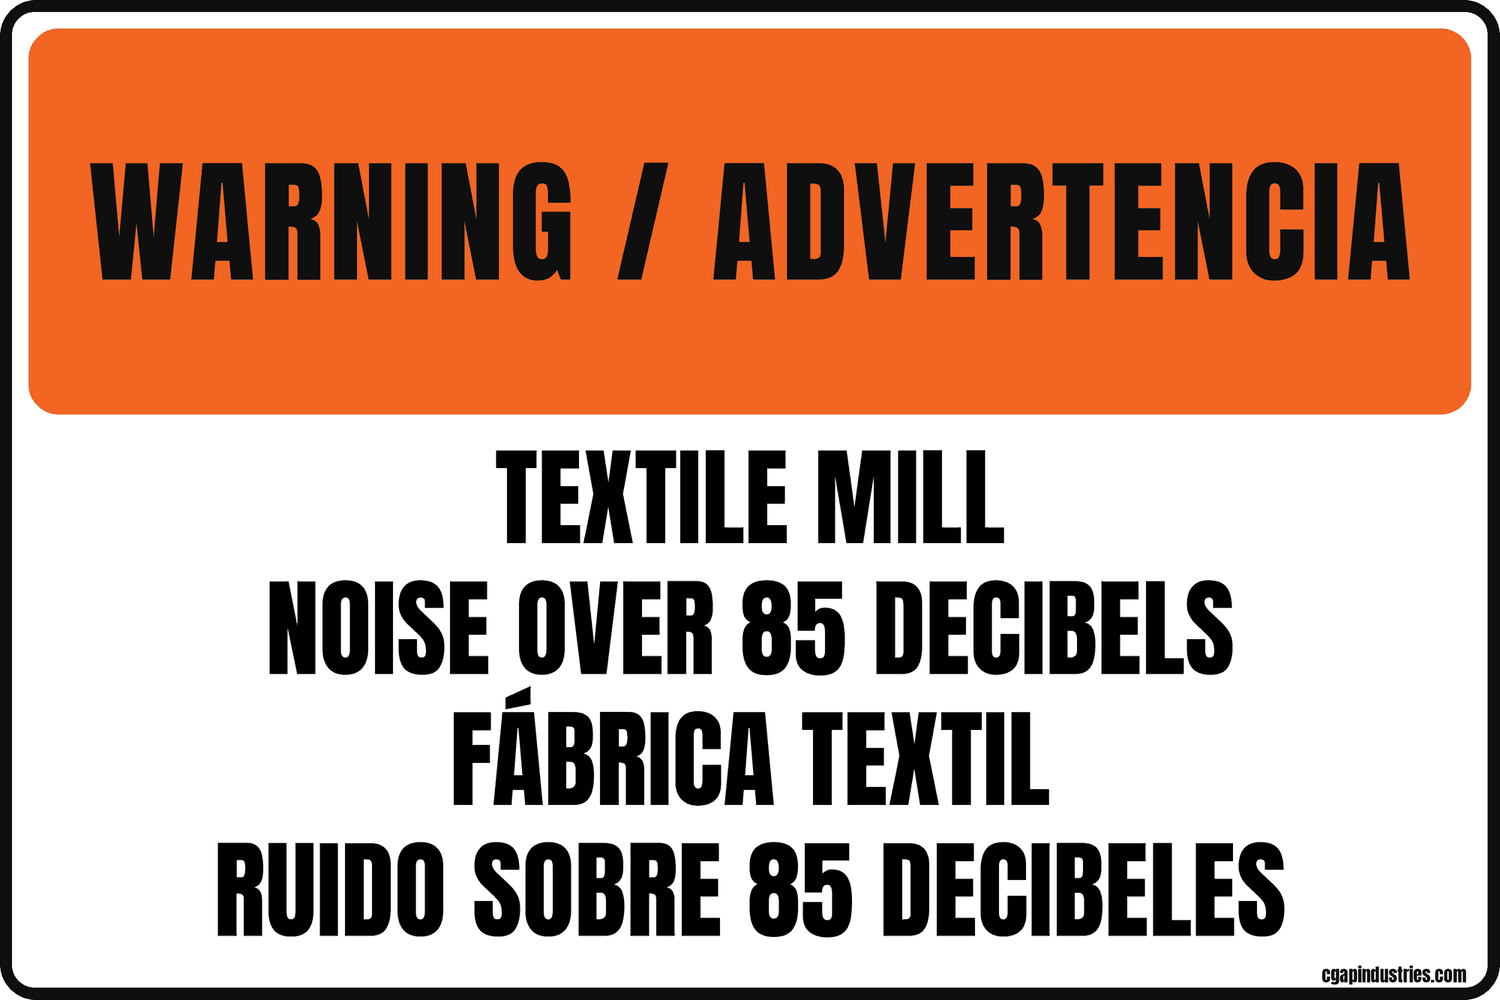 WARNING / ADVERTENCIA
TEXTILE MILL
NOISE OVER 85 DECIBELS
FÁBRICA TEXTIL
RUIDO SOBRE 85 DECIBELES
cgapindustries.com